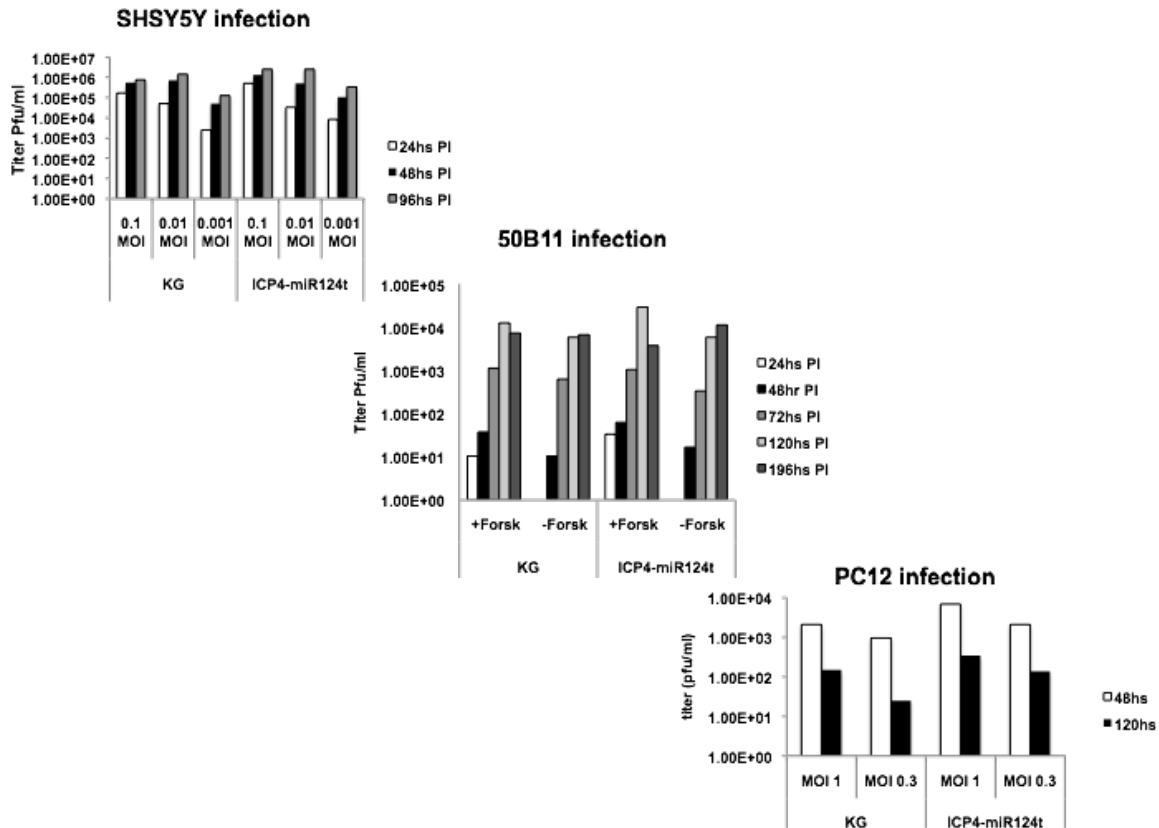 SHSY5Y infection
Titer Pfu/ml
1.00E+07
1.00E+06
1.00E+05
1.00E+04
1.00E+03
1.00E+02
1.00E+01
1.00E+00
0.1 0.01 0.001 0.1 0.01 0.001
MOI MOI MOI MOI MOI MOI
KG ICP4-miR124t
24hs PI
48hs PI
96hs PI
50B11 infection
Titer Pfu/ml
1.00E+05
1.00E+04
1.00E+03
1.00E+02
1.00E+01
1.00E+00
+Forsk -Forsk +Forsk -Forsk
KG ICP4-miR124t
24hs PI
48hr PI
72hs PI
120hs PI
196hs PI
PC12 infection
titer (pfu/ml)
1.00E+04
1.00E+03
1.00E+02
1.00E+01
1.00E+00
MOI 1 MOI 0.3 MOI 1 MOI 0.3
KG ICP4-miR124t
48hs
120hs